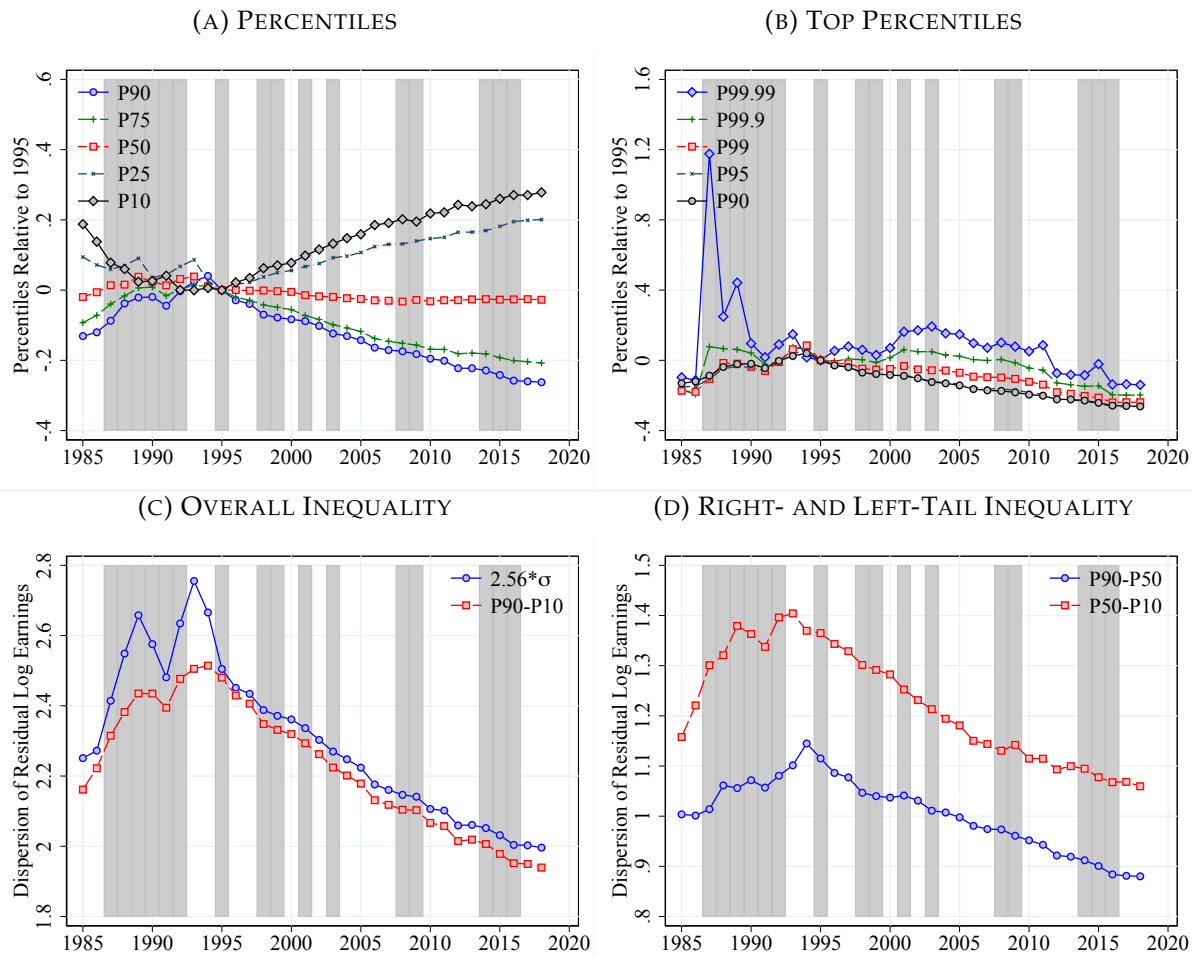 (A) PERCENTILES
Percentiles Relative to 1995
.6
.4
.2
0
-.2
-.4
P90
P75
P50
P25
P10
1985 1990 1995 2000 2005 2010 2015 2020
(B) TOP PERCENTILES
Percentiles Relative to 1995
1.6
1.2
.8
.4
0
-.4
P99.99
P99.9
P99
P95
P90
1985 1990 1995 2000 2005 2010 2015 2020
(C) OVERALL INEQUALITY
Dispersion of Residual Log Earnings
2.8
2.6
2.4
2.2
2
1.8
2.56*σ
P90-P10
1985 1990 1995 2000 2005 2010 2015 2020
(D) RIGHT- AND LEFT-TAIL INEQUALITY
Dispersion of Residual Log Earnings
1.5
1.4
1.3
1.2
1.1
1
.9
.8
P90-P50
P50-P10
1985 1990 1995 2000 2005 2010 2015 2020